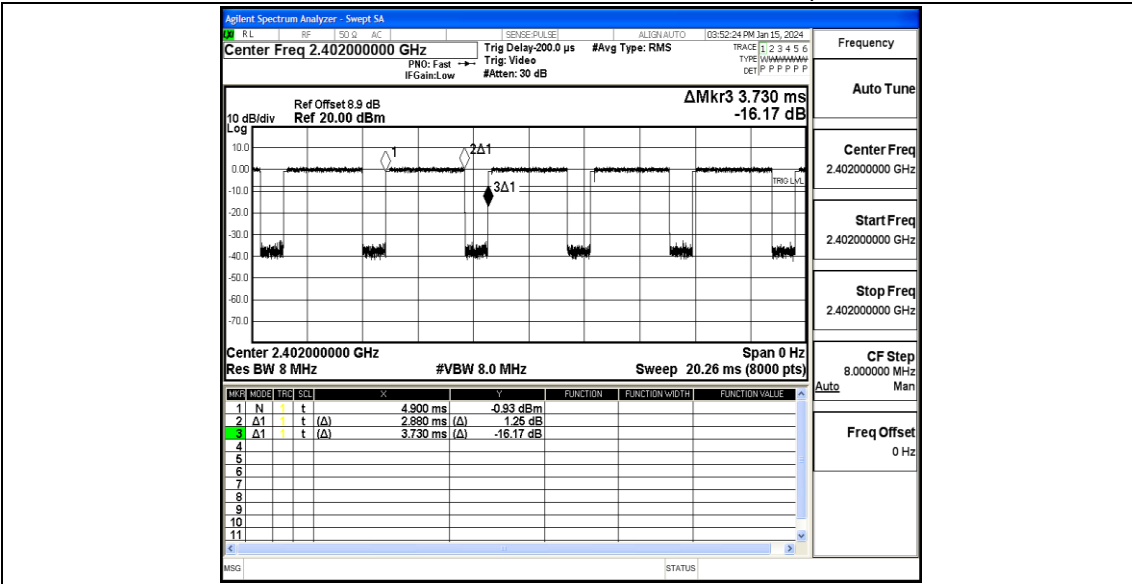 Agilent Spectrum Analyzer - Swept SA
LXI RL RF 50 Ω AC SENSE:PULSE ALIGN AUTO 03:52:24 PM Jan 15, 2024
Center Freq 2.402000000 GHz
PNO: Fast
IFGain:Low
Trig Delay-200.0 µs
Trig: Video
#Atten: 30 dB
#Avg Type: RMS
TRACE 1 2 3 4 5 6
TYPE
DET P P P P P P
Ref Offset 8.9 dB
10 dB/div Ref 20.00 dBm
Log
ΔMkr3 3.730 ms
-16.17 dB
10.0
0.00
-10.0
-20.0
-30.0
-40.0
-50.0
-60.0
-70.0
1
2Δ1
3Δ1
TRIG LVL
Center 2.402000000 GHz Span 0 Hz
Res BW 8 MHz #VBW 8.0 MHz Sweep 20.26 ms (8000 pts)
MKR MODE TRC SCL X Y FUNCTION FUNCTION WIDTH FUNCTION VALUE
1 N 1 t 4.900 ms -0.93 dBm
2 Δ1 1 t (Δ) 2.880 ms (Δ) 1.25 dB
3 Δ1 1 t (Δ) 3.730 ms (Δ) -16.17 dB
4
5
6
7
8
9
10
11
MSG STATUS
Frequency
Auto Tune
Center Freq
2.402000000 GHz
Start Freq
2.402000000 GHz
Stop Freq
2.402000000 GHz
CF Step
8.000000 MHz
Auto Man
Freq Offset
0 Hz